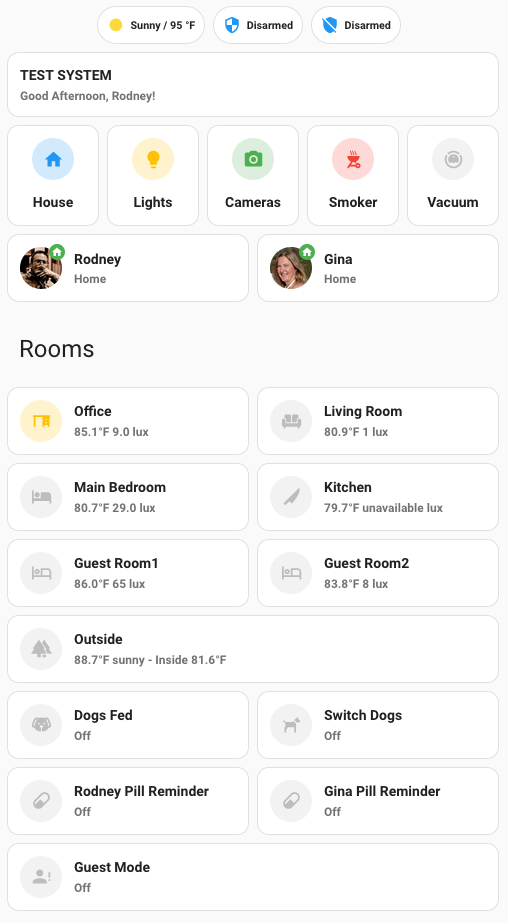 Sunny / 95 °F
Disarmed
Disarmed
TEST SYSTEM
Good Afternoon, Rodney!
House
Lights
Cameras
Smoker
Vacuum
Rodney
Home
Gina
Home
Rooms
Office
85.1°F 9.0 lux
Living Room
80.9°F 1 lux
Main Bedroom
80.7°F 29.0 lux
Kitchen
79.7°F unavailable lux
Guest Room1
86.0°F 65 lux
Guest Room2
83.8°F 8 lux
Outside
88.7°F sunny - Inside 81.6°F
Dogs Fed
Off
Switch Dogs
Off
Rodney Pill Reminder
Off
Gina Pill Reminder
Off
Guest Mode
Off